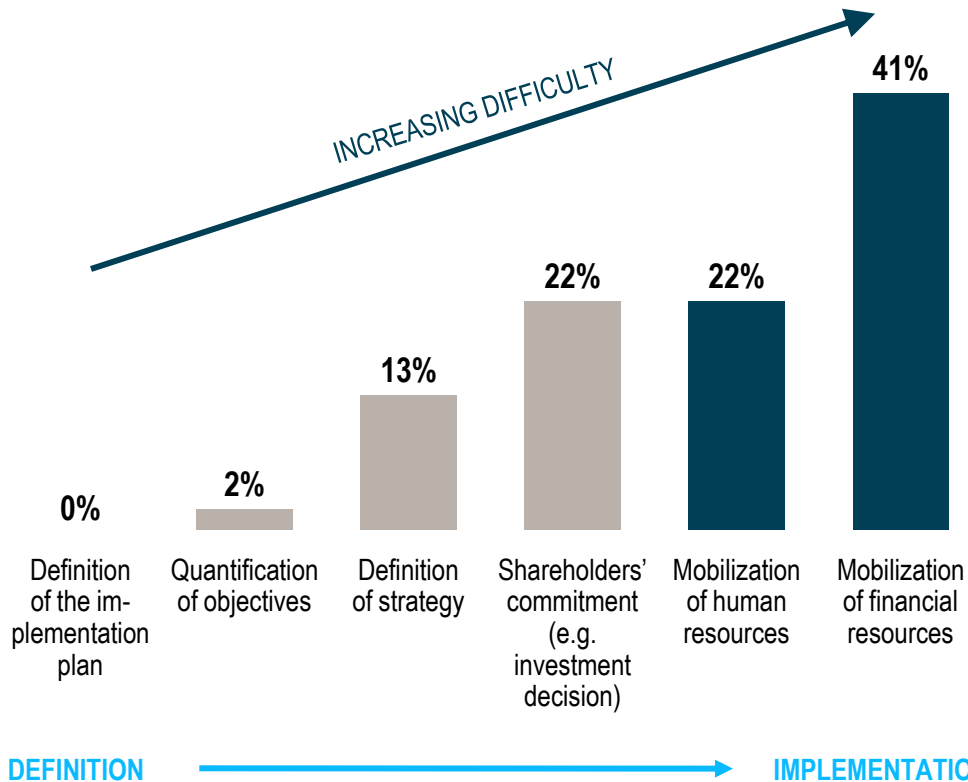 INCREASING DIFFICULTY
41%
22%
22%
13%
2%
0%
Definition
of the im-
plementation
plan
Quantification
of objectives
Definition
of strategy
Shareholders’
commitment
(e.g.
investment
decision)
Mobilization
of human
resources
Mobilization
of financial
resources
DEFINITION
IMPLEMENTATIO